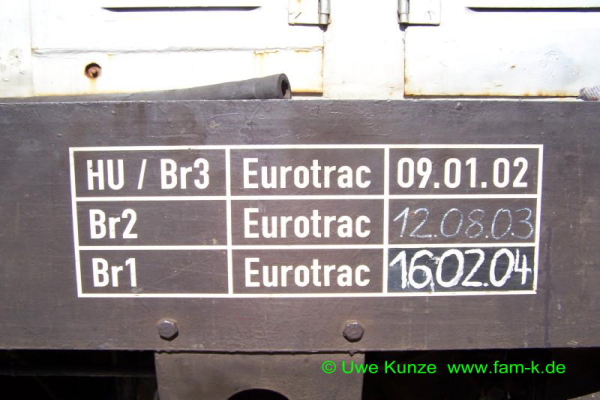 HU / Br3 Eurotrac 09.01.02
Br2 Eurotrac 12.08.03
Br1 Eurotrac 16.02.04
© Uwe Kunze www.fam-k.de